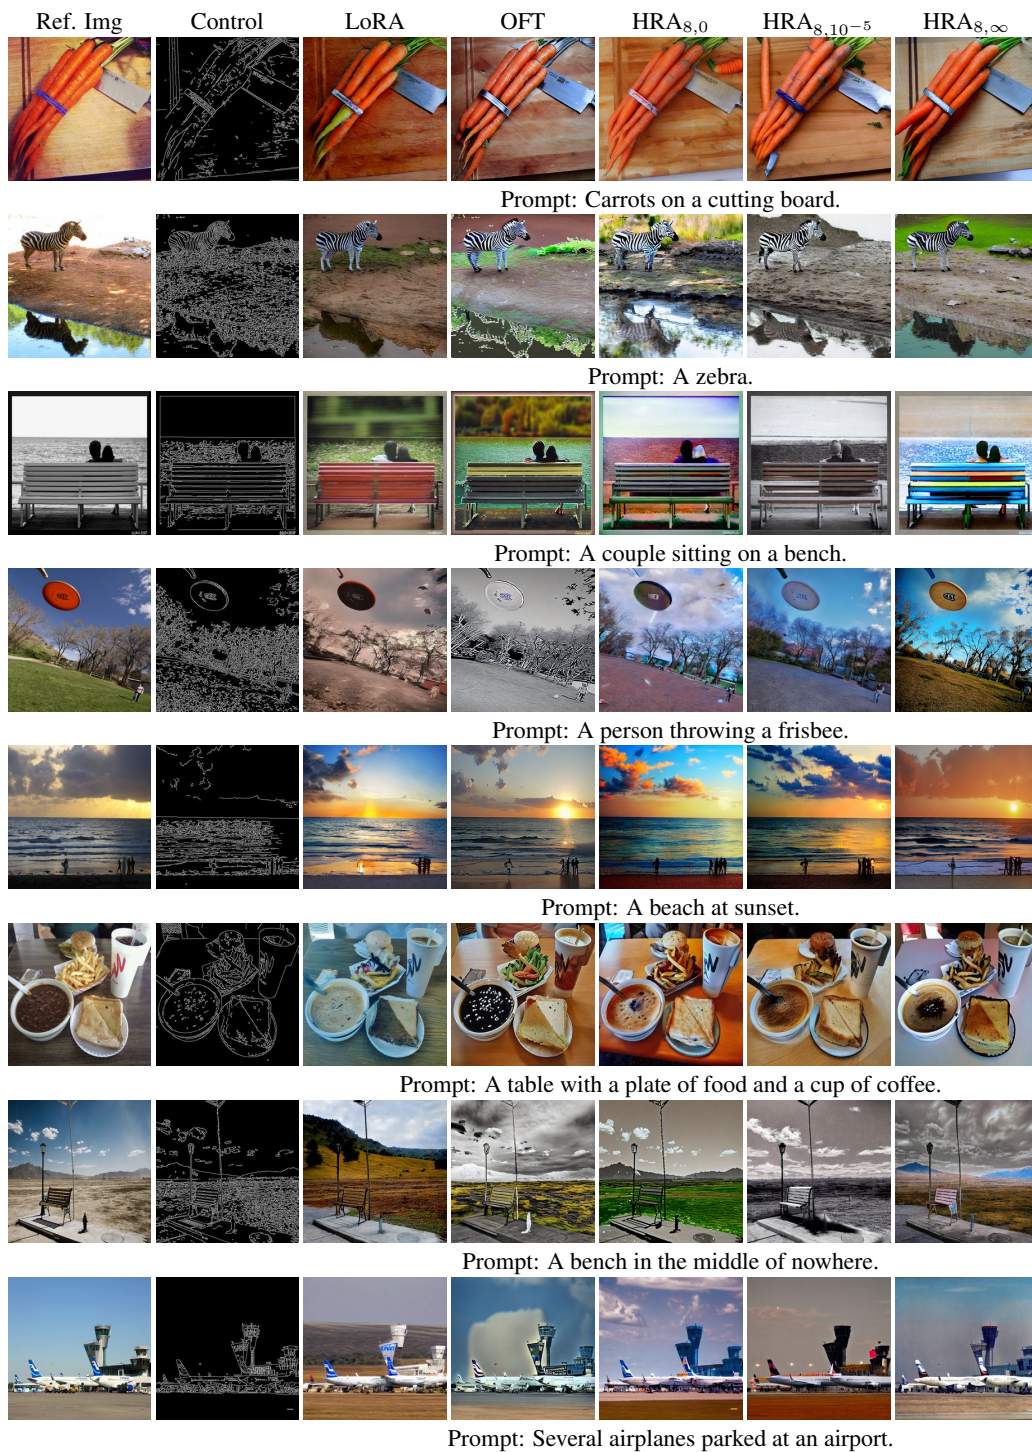 Ref. Img Control LoRA OFT HRA₈,₀ HRA₈,₁₀₋₅ HRA₈,∞
Prompt: Carrots on a cutting board.
Prompt: A zebra.
Prompt: A couple sitting on a bench.
Prompt: A person throwing a frisbee.
Prompt: A beach at sunset.
Prompt: A table with a plate of food and a cup of coffee.
Prompt: A bench in the middle of nowhere.
Prompt: Several airplanes parked at an airport.